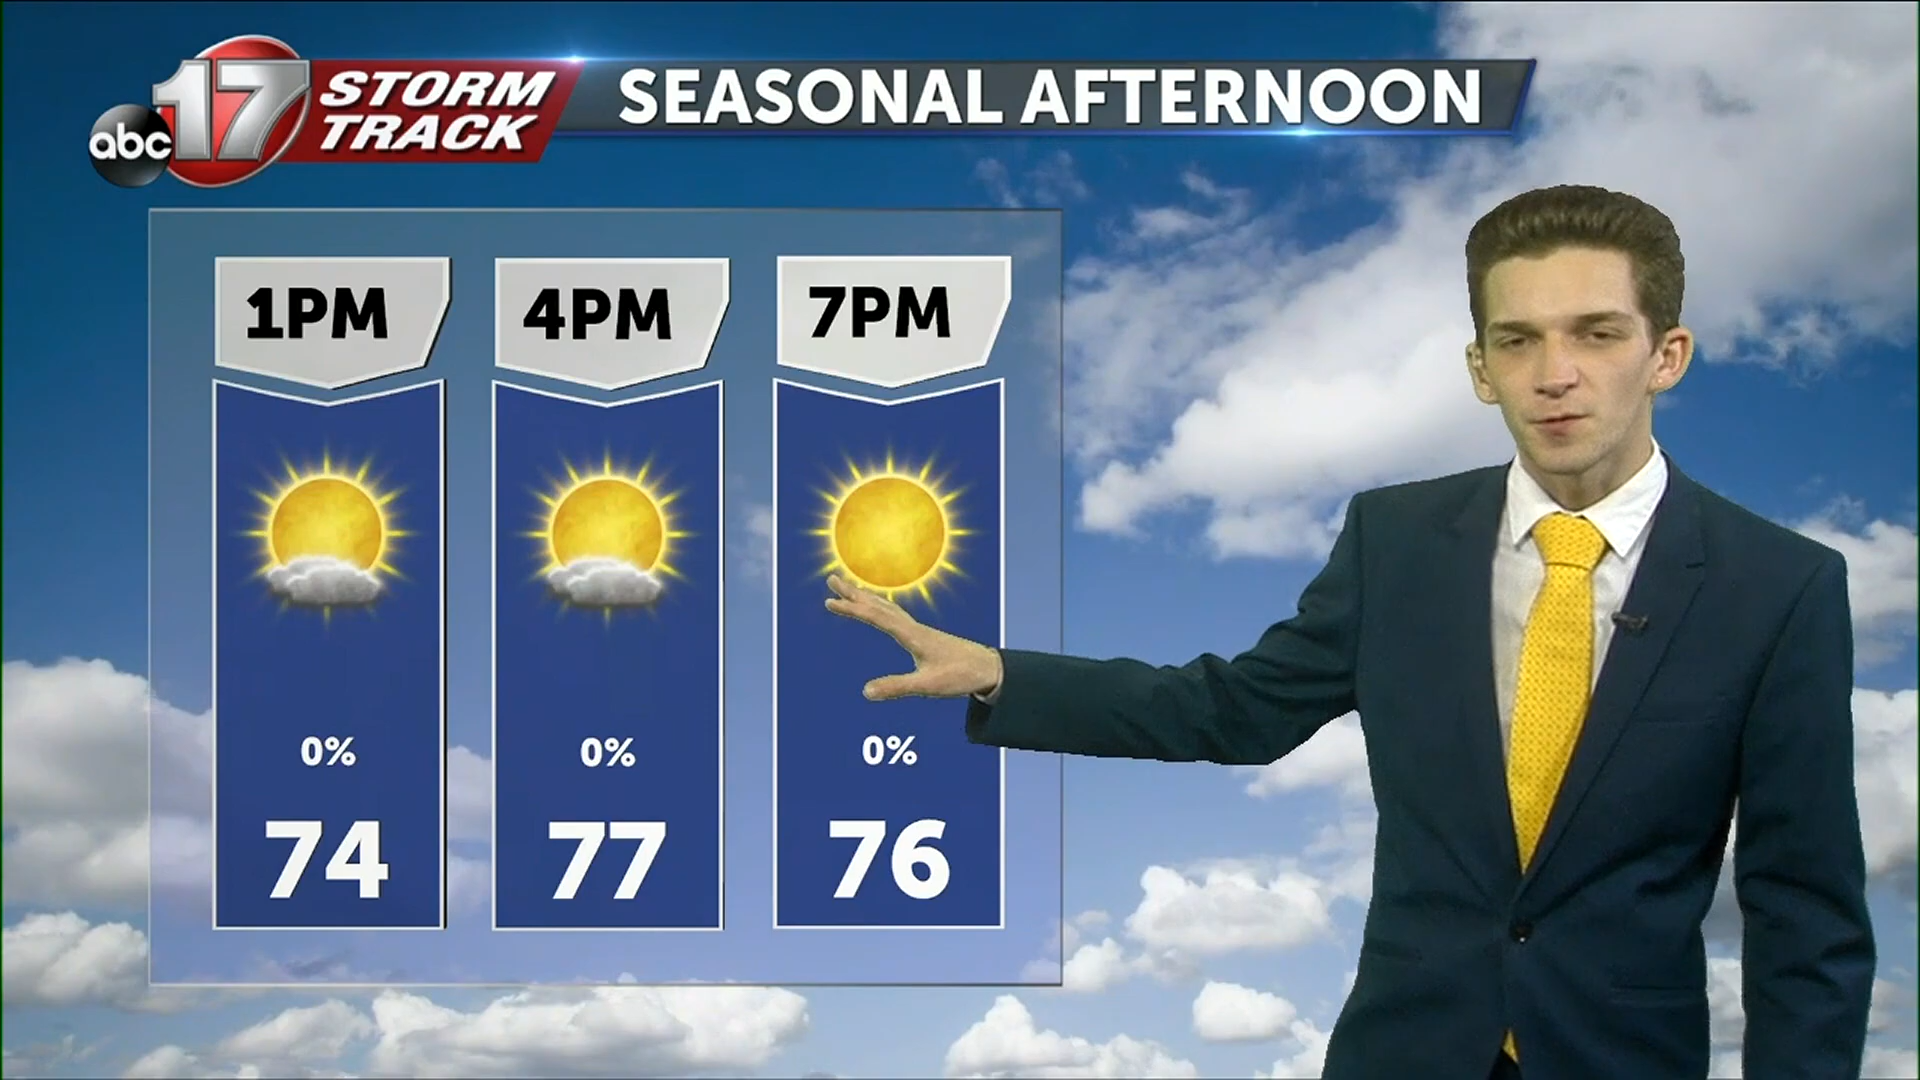 abc
17
STORM
TRACK
SEASONAL AFTERNOON
1PM
4PM
7PM
0%
0%
0%
74
77
76